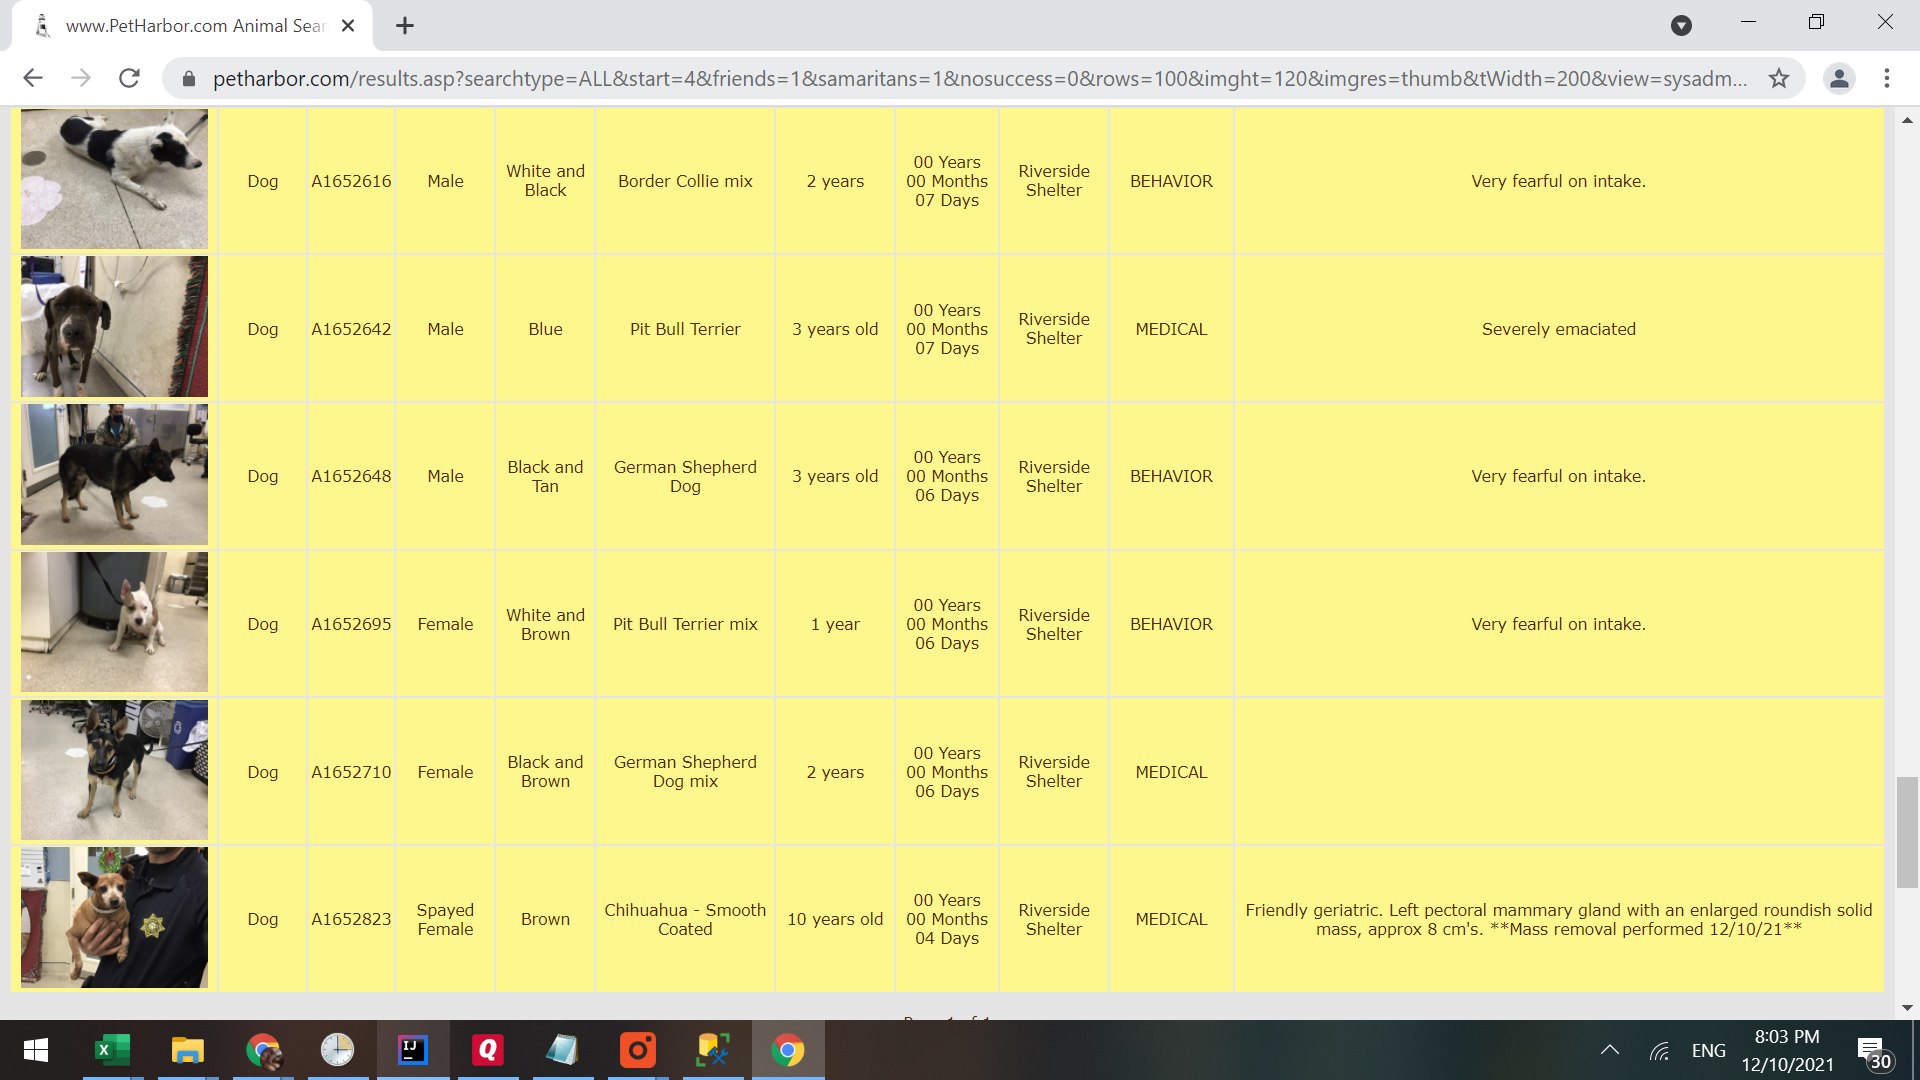 www.PetHarbor.com Animal Sear
petharbor.com/results.asp?searchtype=ALL&start=4&friends=1&samaritans=1&nosuccess=0&rows=100&imght=120&imgres=thumb&tWidth=200&view=sysadm...
Dog A1652616 Male White and Black Border Collie mix 2 years 00 Years 00 Months 07 Days Riverside Shelter BEHAVIOR Very fearful on intake.
Dog A1652642 Male Blue Pit Bull Terrier 3 years old 00 Years 00 Months 07 Days Riverside Shelter MEDICAL Severely emaciated
Dog A1652648 Male Black and Tan German Shepherd Dog 3 years old 00 Years 00 Months 06 Days Riverside Shelter BEHAVIOR Very fearful on intake.
Dog A1652695 Female White and Brown Pit Bull Terrier mix 1 year 00 Years 00 Months 06 Days Riverside Shelter BEHAVIOR Very fearful on intake.
Dog A1652710 Female Black and Brown German Shepherd Dog mix 2 years 00 Years 00 Months 06 Days Riverside Shelter MEDICAL
Dog A1652823 Spayed Female Brown Chihuahua - Smooth Coated 10 years old 00 Years 00 Months 04 Days Riverside Shelter MEDICAL Friendly geriatric. Left pectoral mammary gland with an enlarged roundish solid mass, approx 8 cm's. **Mass removal performed 12/10/21**
X
IJ
Q
ENG
8:03 PM
12/10/2021
30